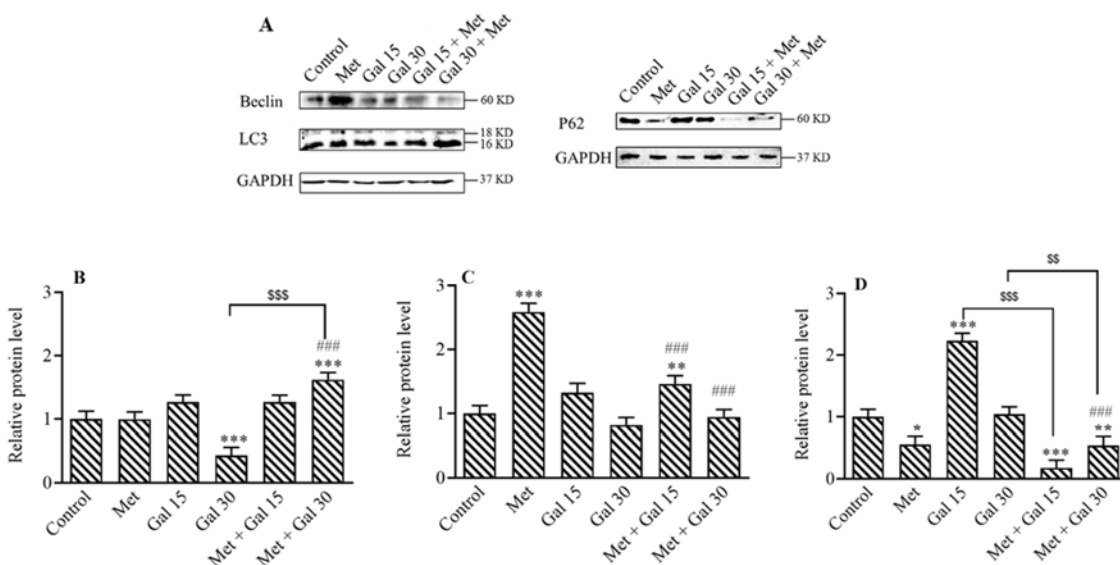 A
Control
Met
Gal 15
Gal 30
Gal 15 + Met
Gal 30 + Met
Beclin
60 KD
LC3
18 KD
16 KD
GAPDH
37 KD
Control
Met
Gal 15
Gal 30
Gal 15 + Met
Gal 30 + Met
P62
60 KD
GAPDH
37 KD
B
Relative protein level
3
2
1
0
***
$$$
###
***
Control
Met
Gal 15
Gal 30
Met + Gal 15
Met + Gal 30
C
Relative protein level
3
2
1
0
***
###
**
###
Control
Met
Gal 15
Gal 30
Met + Gal 15
Met + Gal 30
D
Relative protein level
3
2
1
0
$$
$$$
*
***
***
###
**
Control
Met
Gal 15
Gal 30
Met + Gal 15
Met + Gal 30